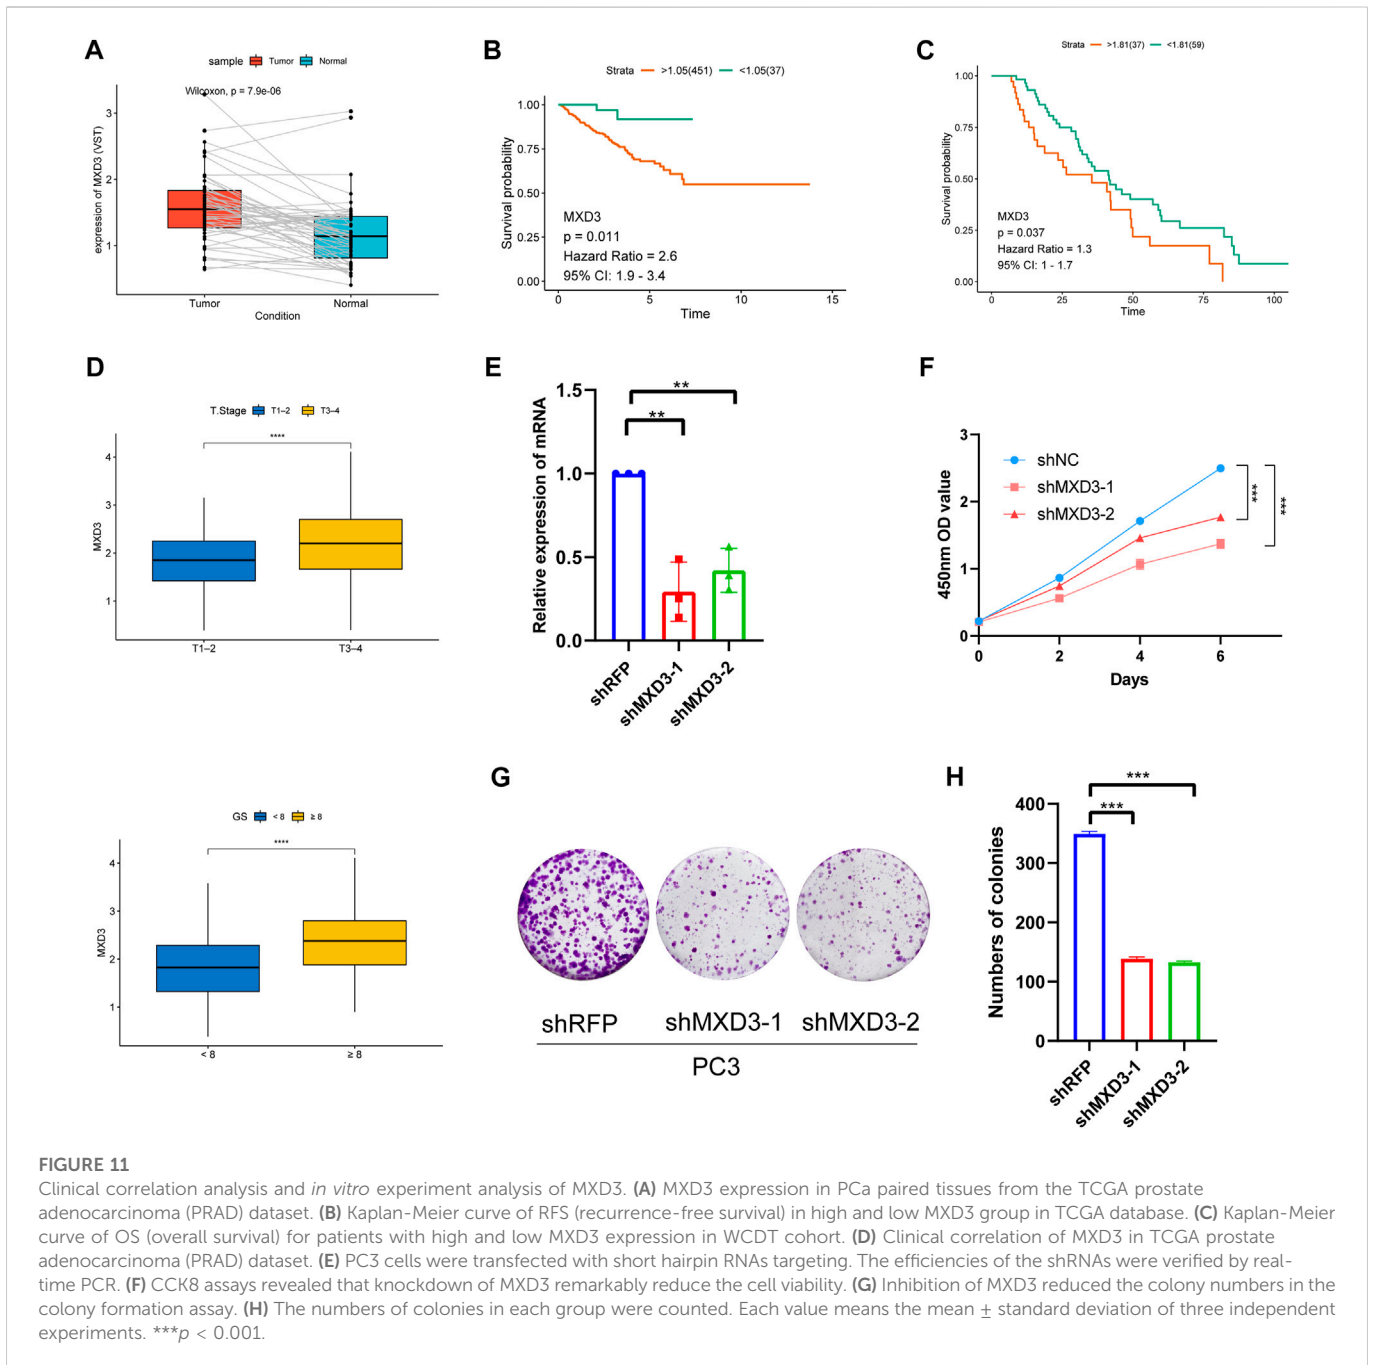 A
sample Tumor Normal
Wilcoxon, p = 7.9e-06
expression of MXD3 (VST)
3
2
1
Tumor Normal
Condition
B
Strata >1.05(451) <1.05(37)
Survival probability
1.00
0.75
0.50
0.25
0.00
MXD3
p = 0.011
Hazard Ratio = 2.6
95% CI: 1.9 - 3.4
0 5 10 15
Time
C
Strata >1.81(37) <1.81(59)
Survival probability
1.00
0.75
0.50
0.25
0.00
MXD3
p = 0.037
Hazard Ratio = 1.3
95% CI: 1 - 1.7
0 25 50 75 100
Time
D
T.Stage T1–2 T3–4
****
MXD3
4
3
2
1
T1–2 T3–4
E
Relative expression of mRNA
1.5
1.0
0.5
0.0
**
**
shRFP
shMXD3-1
shMXD3-2
F
450nm OD value
3
2
1
0
shNC
shMXD3-1
shMXD3-2
***
***
0 2 4 6
Days
GS < 8 ≥ 8
****
MXD3
4
3
2
1
< 8 ≥ 8
G
shRFP shMXD3-1 shMXD3-2
PC3
H
Numbers of colonies
400
300
200
100
0
***
***
shRFP
shMXD3-1
shMXD3-2
FIGURE 11
Clinical correlation analysis and in vitro experiment analysis of MXD3. (A) MXD3 expression in PCa paired tissues from the TCGA prostate
adenocarcinoma (PRAD) dataset. (B) Kaplan-Meier curve of RFS (recurrence-free survival) in high and low MXD3 group in TCGA database. (C) Kaplan-Meier
curve of OS (overall survival) for patients with high and low MXD3 expression in WCDT cohort. (D) Clinical correlation of MXD3 in TCGA prostate
adenocarcinoma (PRAD) dataset. (E) PC3 cells were transfected with short hairpin RNAs targeting. The efficiencies of the shRNAs were verified by real-
time PCR. (F) CCK8 assays revealed that knockdown of MXD3 remarkably reduce the cell viability. (G) Inhibition of MXD3 reduced the colony numbers in the
colony formation assay. (H) The numbers of colonies in each group were counted. Each value means the mean ± standard deviation of three independent
experiments. ***p < 0.001.